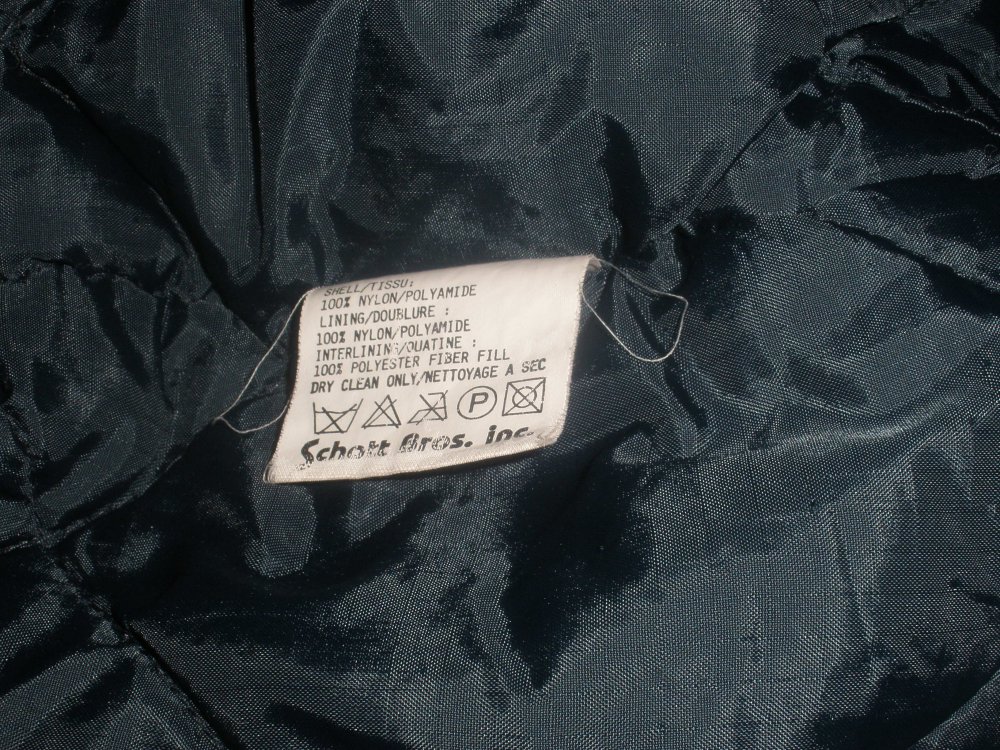 SHELL/TISSU:
100% NYLON/POLYAMIDE
LINING/DOUBLURE :
100% NYLON/POLYAMIDE
INTERLINING/OUATINE :
100% POLYESTER FIBER FILL
DRY CLEAN ONLY/NETTOYAGE A SEC
P
Schott Bros. inc.